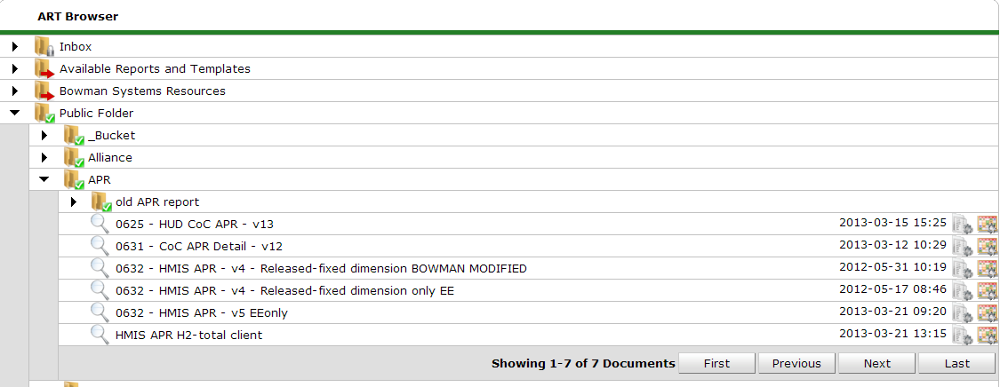 ART Browser
Inbox
Available Reports and Templates
Bowman Systems Resources
Public Folder
_Bucket
Alliance
APR
old APR report
0625 - HUD CoC APR - v13 2013-03-15 15:25
0631 - CoC APR Detail - v12 2013-03-12 10:29
0632 - HMIS APR - v4 - Released-fixed dimension BOWMAN MODIFIED 2012-05-31 10:19
0632 - HMIS APR - v4 - Released-fixed dimension only EE 2012-05-17 08:46
0632 - HMIS APR - v5 EEonly 2013-03-21 09:20
HMIS APR H2-total client 2013-03-21 13:15
Showing 1-7 of 7 Documents First Previous Next Last